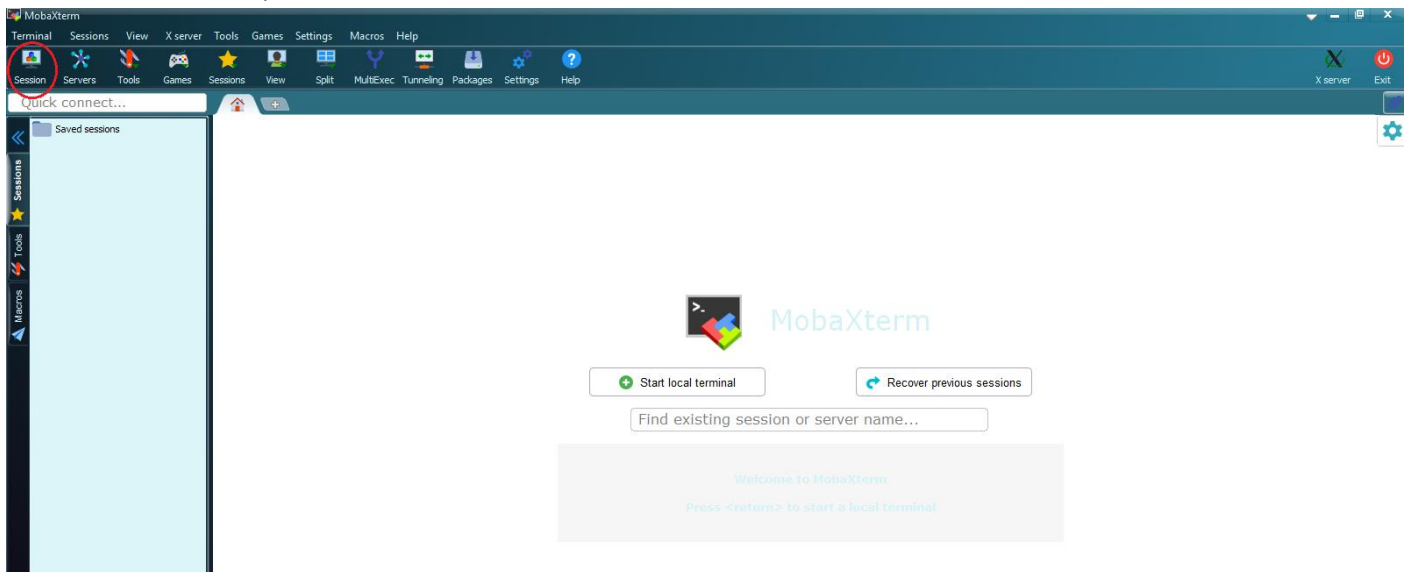 MobaXterm
Terminal Sessions View X server Tools Games Settings Macros Help
Session Servers Tools Games Sessions View Split MultiExec Tunneling Packages Settings Help X server Exit
Quick connect...
Saved sessions
Sessions
Tools
Macros
>_
MobaXterm
Start local terminal Recover previous sessions
Find existing session or server name...
Welcome to MobaXterm
Press <return> to start a local terminal